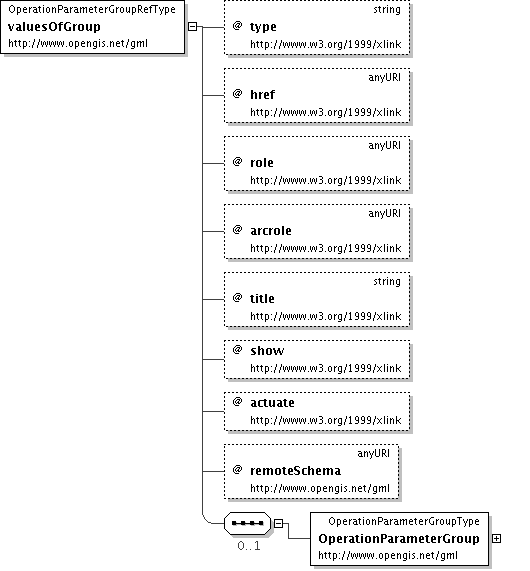 OperationParameterGroupRefType
valuesOfGroup
http://www.opengis.net/gml
string
@ type
http://www.w3.org/1999/xlink
anyURI
@ href
http://www.w3.org/1999/xlink
anyURI
@ role
http://www.w3.org/1999/xlink
anyURI
@ arcrole
http://www.w3.org/1999/xlink
string
@ title
http://www.w3.org/1999/xlink
@ show
http://www.w3.org/1999/xlink
@ actuate
http://www.w3.org/1999/xlink
anyURI
@ remoteSchema
http://www.opengis.net/gml
0..1
OperationParameterGroupType
OperationParameterGroup
http://www.opengis.net/gml